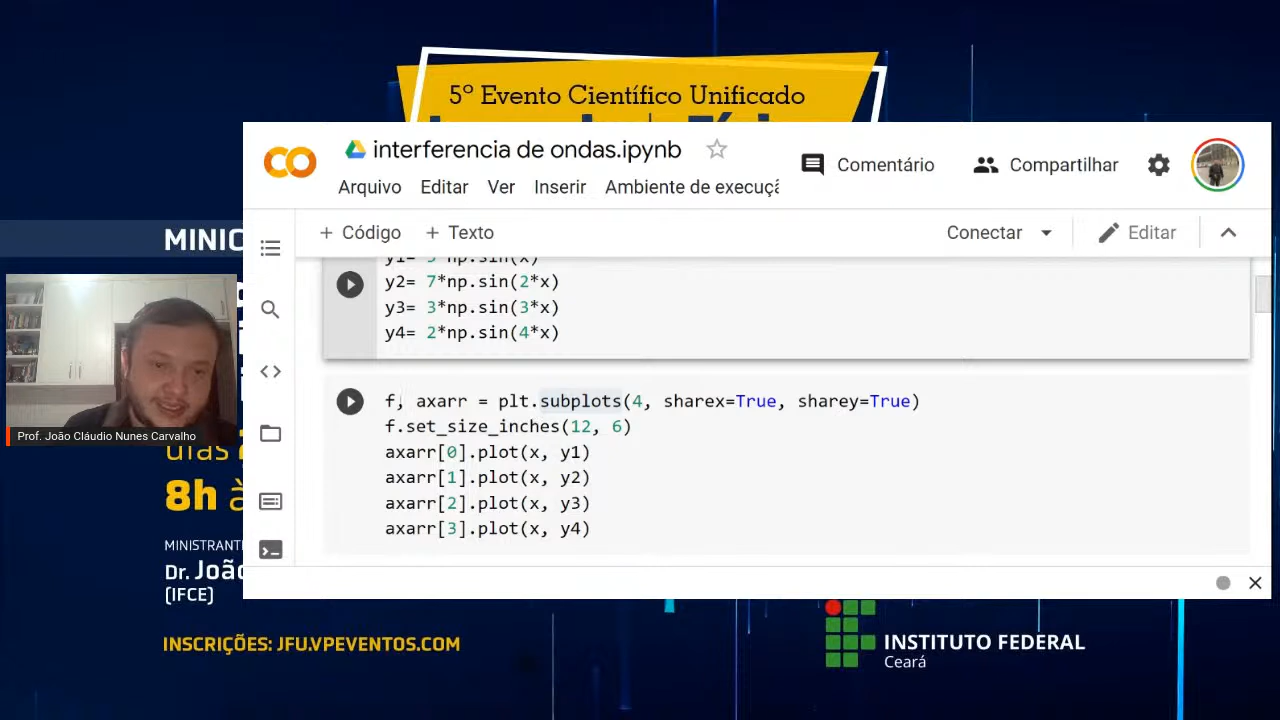 5º Evento Científico Unificado
interferencia de ondas.ipynb
Comentário
Compartilhar
Arquivo Editar Ver Inserir Ambiente de execuçã
+ Código + Texto
Conectar
Editar
MINIC
y2= 7*np.sin(2*x)
y3= 3*np.sin(3*x)
y4= 2*np.sin(4*x)
f, axarr = plt.subplots(4, sharex=True, sharey=True)
f.set_size_inches(12, 6)
axarr[0].plot(x, y1)
axarr[1].plot(x, y2)
axarr[2].plot(x, y3)
axarr[3].plot(x, y4)
Prof. João Cláudio Nunes Carvalho
8h à
MINISTRANT
Dr. Joã
(IFCE)
INSCRIÇÕES: JFU.VPEVENTOS.COM
INSTITUTO FEDERAL
Ceará